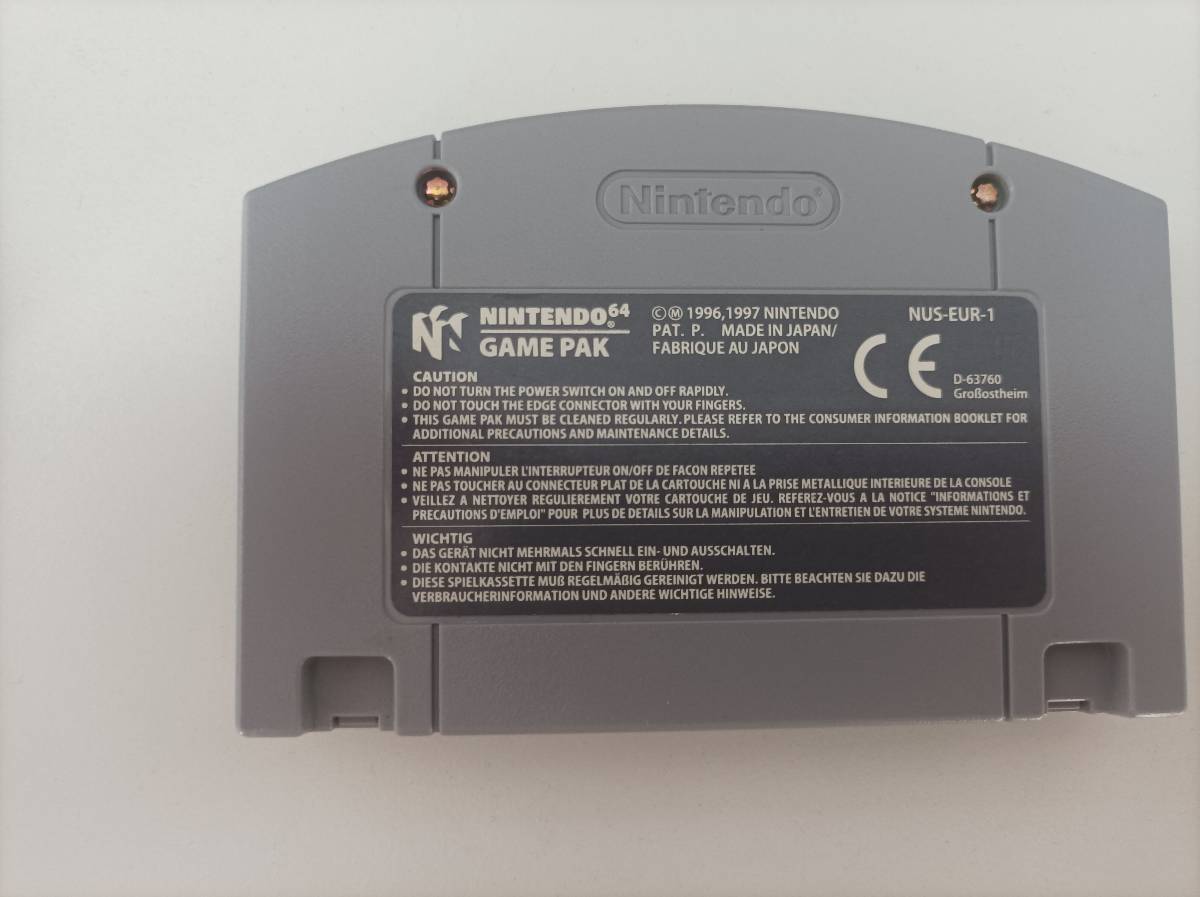 Nintendo®
NINTENDO64®
GAME PAK
©Ⓜ 1996,1997 NINTENDO
PAT. P. MADE IN JAPAN/
FABRIQUE AU JAPON
NUS-EUR-1
CE
D-63760
Großostheim
CAUTION
• DO NOT TURN THE POWER SWITCH ON AND OFF RAPIDLY.
• DO NOT TOUCH THE EDGE CONNECTOR WITH YOUR FINGERS.
• THIS GAME PAK MUST BE CLEANED REGULARLY. PLEASE REFER TO THE CONSUMER INFORMATION BOOKLET FOR
ADDITIONAL PRECAUTIONS AND MAINTENANCE DETAILS.
ATTENTION
• NE PAS MANIPULER L'INTERRUPTEUR ON/OFF DE FACON REPETEE
• NE PAS TOUCHER AU CONNECTEUR PLAT DE LA CARTOUCHE NI A LA PRISE METALLIQUE INTERIEURE DE LA CONSOLE
• VEILLEZ A NETTOYER REGULIEREMENT VOTRE CARTOUCHE DE JEU. REFEREZ-VOUS A LA NOTICE "INFORMATIONS ET
PRECAUTIONS D'EMPLOI" POUR PLUS DE DETAILS SUR LA MANIPULATION ET L'ENTRETIEN DE VOTRE SYSTEME NINTENDO.
WICHTIG
• DAS GERÄT NICHT MEHRMALS SCHNELL EIN- UND AUSSCHALTEN.
• DIE KONTAKTE NICHT MIT DEN FINGERN BERÜHREN.
• DIESE SPIELKASSETTE MUß REGELMÄßIG GEREINIGT WERDEN. BITTE BEACHTEN SIE DAZU DIE
VERBRAUCHERINFORMATION UND ANDERE WICHTIGE HINWEISE.